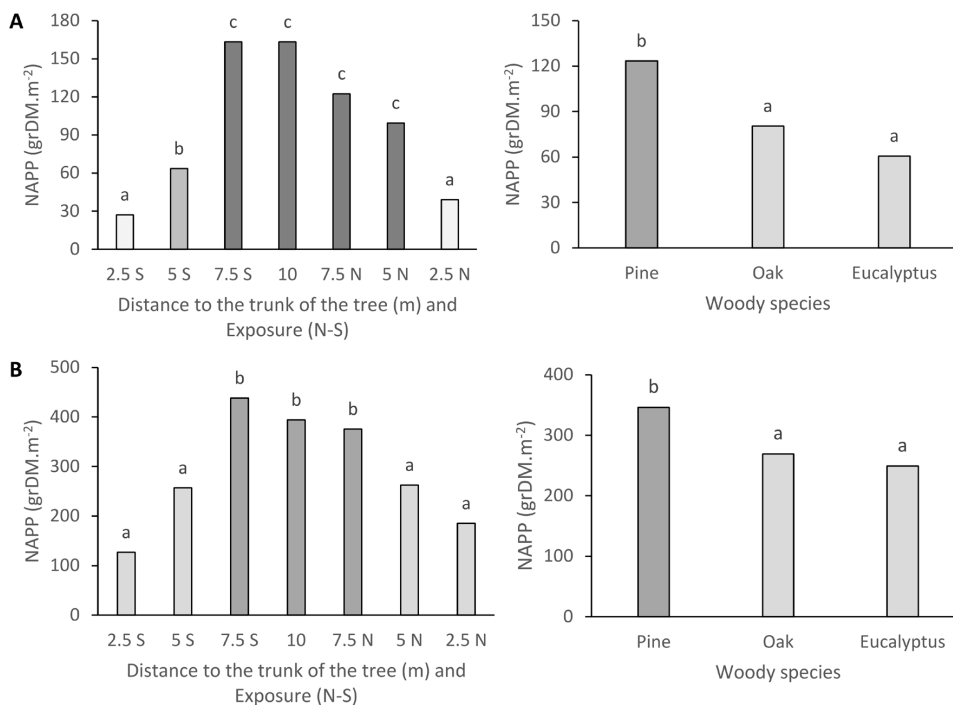 A
NAPP (grDM.m⁻²)
180
150
120
90
60
30
0
a
b
c
c
c
c
a
2.5 S 5 S 7.5 S 10 7.5 N 5 N 2.5 N
Distance to the trunk of the tree (m) and
Exposure (N-S)
NAPP (grDM.m⁻²)
150
120
90
60
30
0
b
a
a
Pine Oak Eucalyptus
Woody species
B
NAPP (grDM.m⁻²)
500
400
300
200
100
0
a
a
b
b
b
a
a
2.5 S 5 S 7.5 S 10 7.5 N 5 N 2.5 N
Distance to the trunk of the tree (m) and
Exposure (N-S)
NAPP (grDM.m⁻²)
400
300
200
100
0
b
a
a
Pine Oak Eucalyptus
Woody species